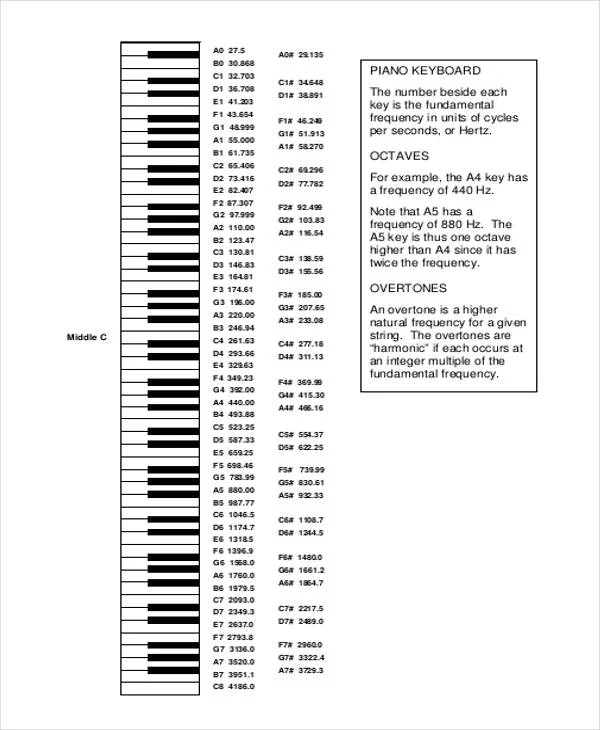 A0 27.5
A0# 29.135
B0 30.868
C1 32.703
C1# 34.648
D1 36.708
D1# 38.891
E1 41.203
F1 43.654
F1# 46.249
G1 48.999
G1# 51.913
A1 55.000
A1# 58.270
B1 61.735
C2 65.406
C2# 69.296
D2 73.416
D2# 77.782
E2 82.407
F2 87.307
F2# 92.499
G2 97.999
G2# 103.83
A2 110.00
A2# 116.54
B2 123.47
C3 130.81
C3# 138.59
D3 146.83
D3# 155.56
E3 164.81
F3 174.61
F3# 185.00
G3 196.00
G3# 207.65
A3 220.00
A3# 233.08
B3 246.94
Middle C
C4 261.63
C4# 277.18
D4 293.66
D4# 311.13
E4 329.63
F4 349.23
F4# 369.99
G4 392.00
G4# 415.30
A4 440.00
A4# 466.16
B4 493.88
C5 523.25
C5# 554.37
D5 587.33
D5# 622.25
E5 659.25
F5 698.46
F5# 739.99
G5 783.99
G5# 830.61
A5 880.00
A5# 932.33
B5 987.77
C6 1046.5
C6# 1108.7
D6 1174.7
D6# 1244.5
E6 1318.5
F6 1396.9
F6# 1480.0
G6 1568.0
G6# 1661.2
A6 1760.0
A6# 1864.7
B6 1979.5
C7 2093.0
C7# 2217.5
D7 2349.3
D7# 2489.0
E7 2637.0
F7 2793.8
F7# 2960.0
G7 3136.0
G7# 3322.4
A7 3520.0
A7# 3729.3
B7 3951.1
C8 4186.0
PIANO KEYBOARD
The number beside each
key is the fundamental
frequency in units of cycles
per seconds, or Hertz.
OCTAVES
For example, the A4 key has
a frequency of 440 Hz.
Note that A5 has a
frequency of 880 Hz. The
A5 key is thus one octave
higher than A4 since it has
twice the frequency.
OVERTONES
An overtone is a higher
natural frequency for a given
string. The overtones are
“harmonic” if each occurs at
an integer multiple of the
fundamental frequency.